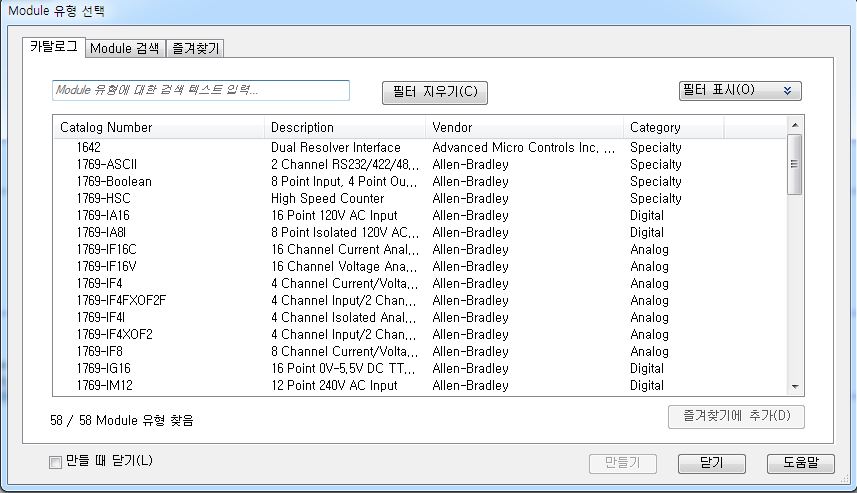 Module 유형 선택
카탈로그 Module 검색 즐겨찾기
Module 유형에 대한 검색 텍스트 입력... 필터 지우기(C) 필터 표시(O)
Catalog Number Description Vendor Category
1642 Dual Resolver Interface Advanced Micro Controls Inc. ... Specialty
1769-ASCII 2 Channel RS232/422/48... Allen-Bradley Specialty
1769-Boolean 8 Point Input, 4 Point Ou... Allen-Bradley Specialty
1769-HSC High Speed Counter Allen-Bradley Specialty
1769-IA16 16 Point 120V AC Input Allen-Bradley Digital
1769-IA8I 8 Point Isolated 120V AC... Allen-Bradley Digital
1769-IF16C 16 Channel Current Anal... Allen-Bradley Analog
1769-IF16V 16 Channel Voltage Ana... Allen-Bradley Analog
1769-IF4 4 Channel Current/Volta... Allen-Bradley Analog
1769-IF4FXOF2F 4 Channel Input/2 Chan... Allen-Bradley Analog
1769-IF4I 4 Channel Isolated Anal... Allen-Bradley Analog
1769-IF4XOF2 4 Channel Input/2 Chan... Allen-Bradley Analog
1769-IF8 8 Channel Current/Volta... Allen-Bradley Analog
1769-IG16 16 Point 0V-5.5V DC TT... Allen-Bradley Digital
1769-IM12 12 Point 240V AC Input Allen-Bradley Digital
58 / 58 Module 유형 찾음 즐겨찾기에 추가(D)
만들 때 닫기(L) 만들기 닫기 도움말